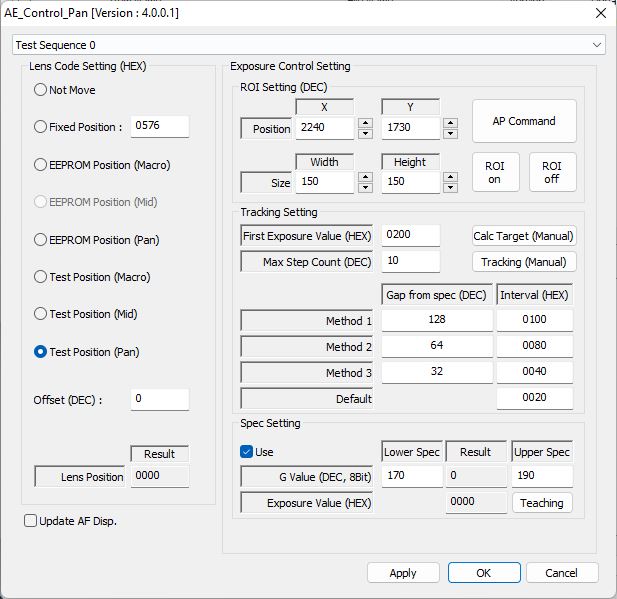 AE_Control_Pan [Version : 4.0.0.1]
Test Sequence 0
Lens Code Setting (HEX)
Not Move
Fixed Position : 0576
EEPROM Position (Macro)
EEPROM Position (Mid)
EEPROM Position (Pan)
Test Position (Macro)
Test Position (Mid)
Test Position (Pan)
Offset (DEC) : 0
Result
Lens Position 0000
Update AF Disp.
Exposure Control Setting
ROI Setting (DEC)
X Y
Position 2240 1730
AP Command
Width Height
Size 150 150
ROI on
ROI off
Tracking Setting
First Exposure Value (HEX) 0200 Calc Target (Manual)
Max Step Count (DEC) 10 Tracking (Manual)
Gap from spec (DEC) Interval (HEX)
Method 1 128 0100
Method 2 64 0080
Method 3 32 0040
Default 0020
Spec Setting
Use Lower Spec Result Upper Spec
G Value (DEC, 8Bit) 170 0 190
Exposure Value (HEX) 0000 Teaching
Apply OK Cancel